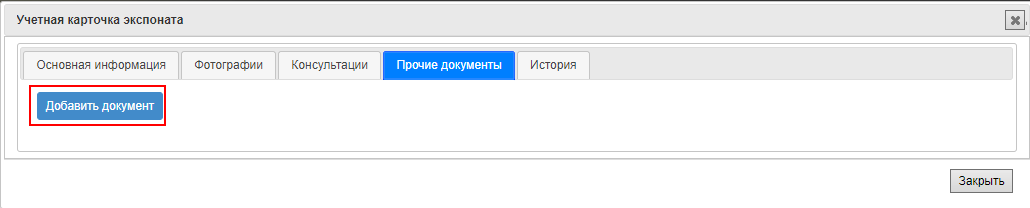 Учетная карточка экспоната
Основная информация Фотографии Консультации Прочие документы История
Добавить документ
Закрыть